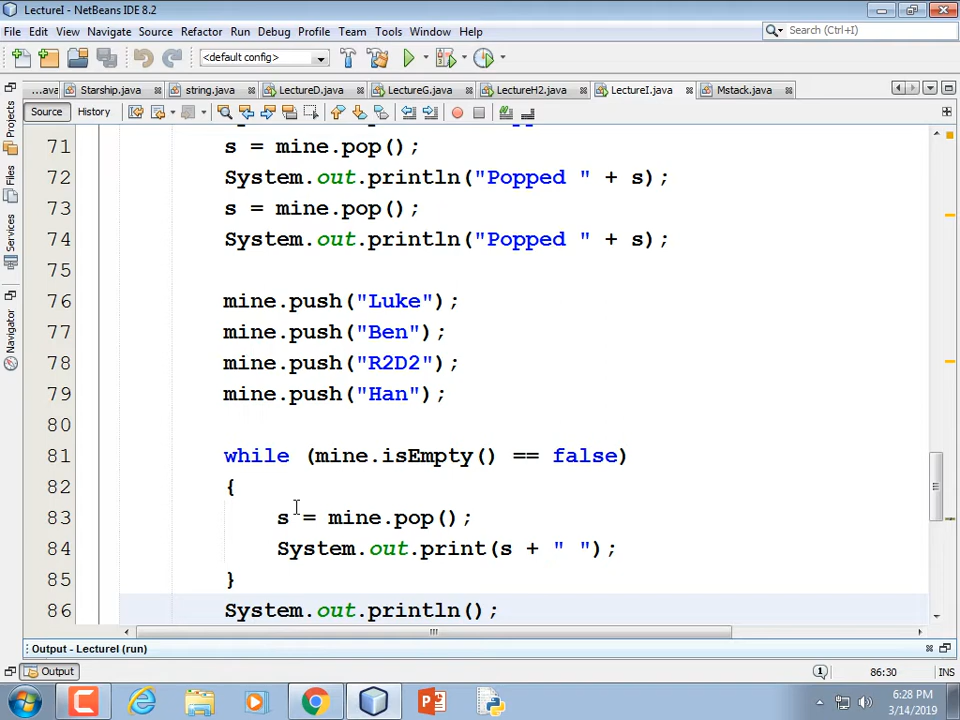 LectureI - NetBeans IDE 8.2
File Edit View Navigate Source Refactor Run Debug Profile Team Tools Window Help
Search (Ctrl+I)
<default config>
...ava Starship.java string.java LectureD.java LectureG.java LectureH2.java LectureI.java Mstack.java
Source History
Projects
Files
Services
Navigator
71 s = mine.pop();
72 System.out.println("Popped " + s);
73 s = mine.pop();
74 System.out.println("Popped " + s);
75
76 mine.push("Luke");
77 mine.push("Ben");
78 mine.push("R2D2");
79 mine.push("Han");
80
81 while (mine.isEmpty() == false)
82 {
83 s = mine.pop();
84 System.out.print(s + " ");
85 }
86 System.out.println();
Output - LectureI (run)
Output
1 86:30 INS
6:28 PM
3/14/2019